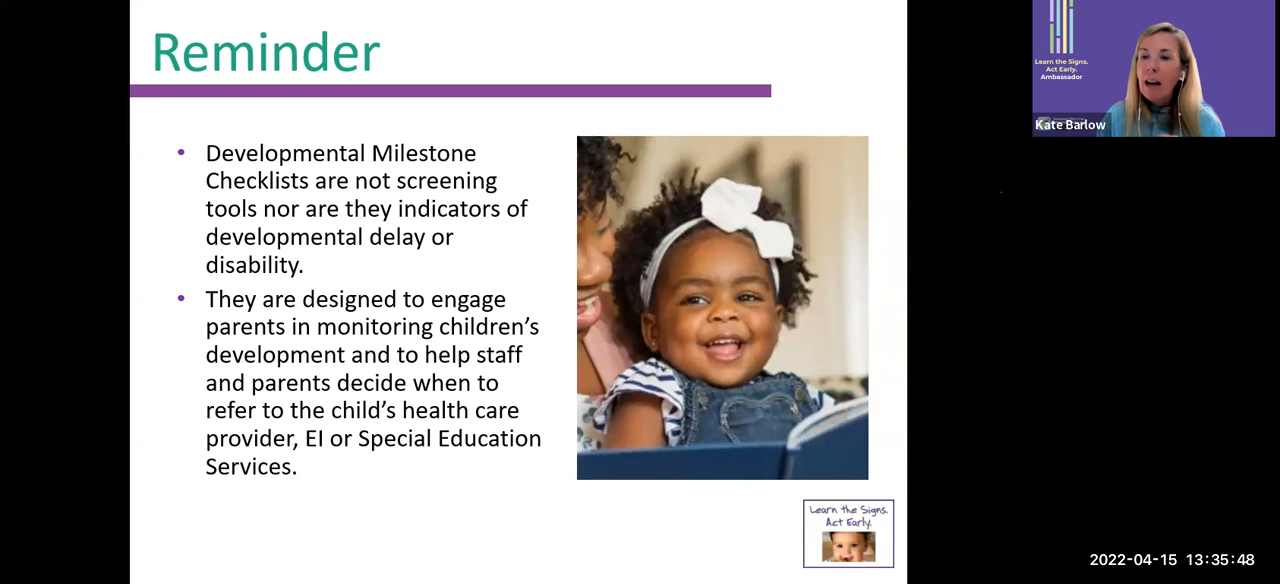 Reminder
• Developmental Milestone
Checklists are not screening
tools nor are they indicators of
developmental delay or
disability.
• They are designed to engage
parents in monitoring children's
development and to help staff
and parents decide when to
refer to the child's health care
provider, EI or Special Education
Services.
Learn the Signs.
Act Early.
Learn the Signs.
Act Early.
Ambassador
Kate Barlow
2022-04-15 13:35:48